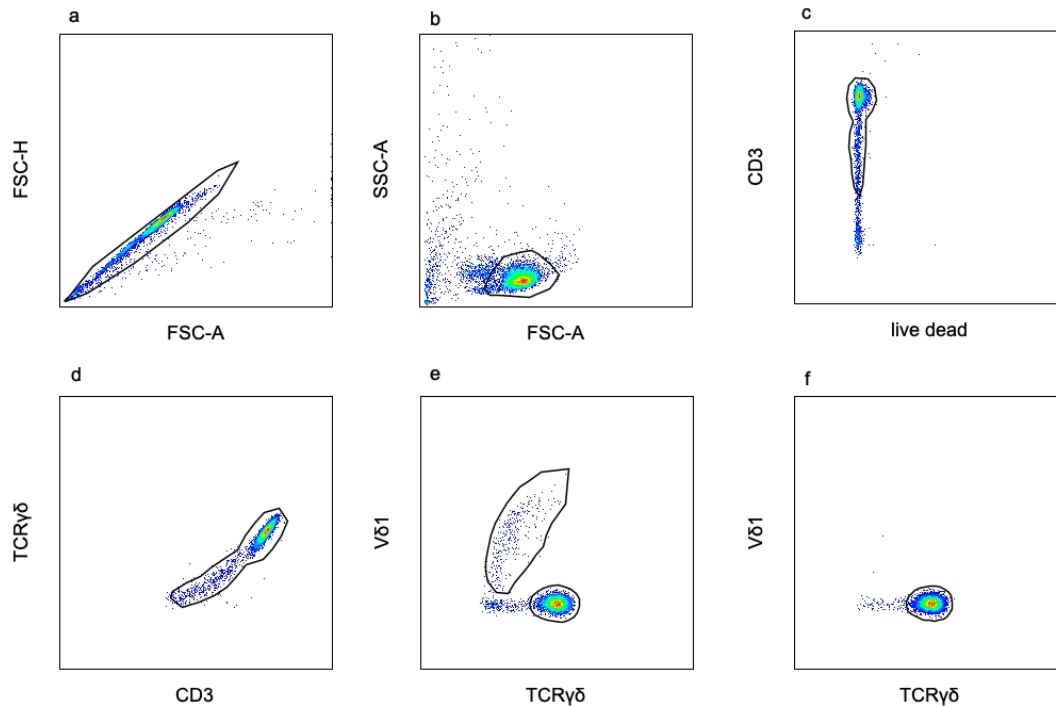 a
b
c
FSC-H
SSC-A
CD3
FSC-A
FSC-A
live dead
d
e
f
TCRγδ
Vδ1
Vδ1
CD3
TCRγδ
TCRγδ